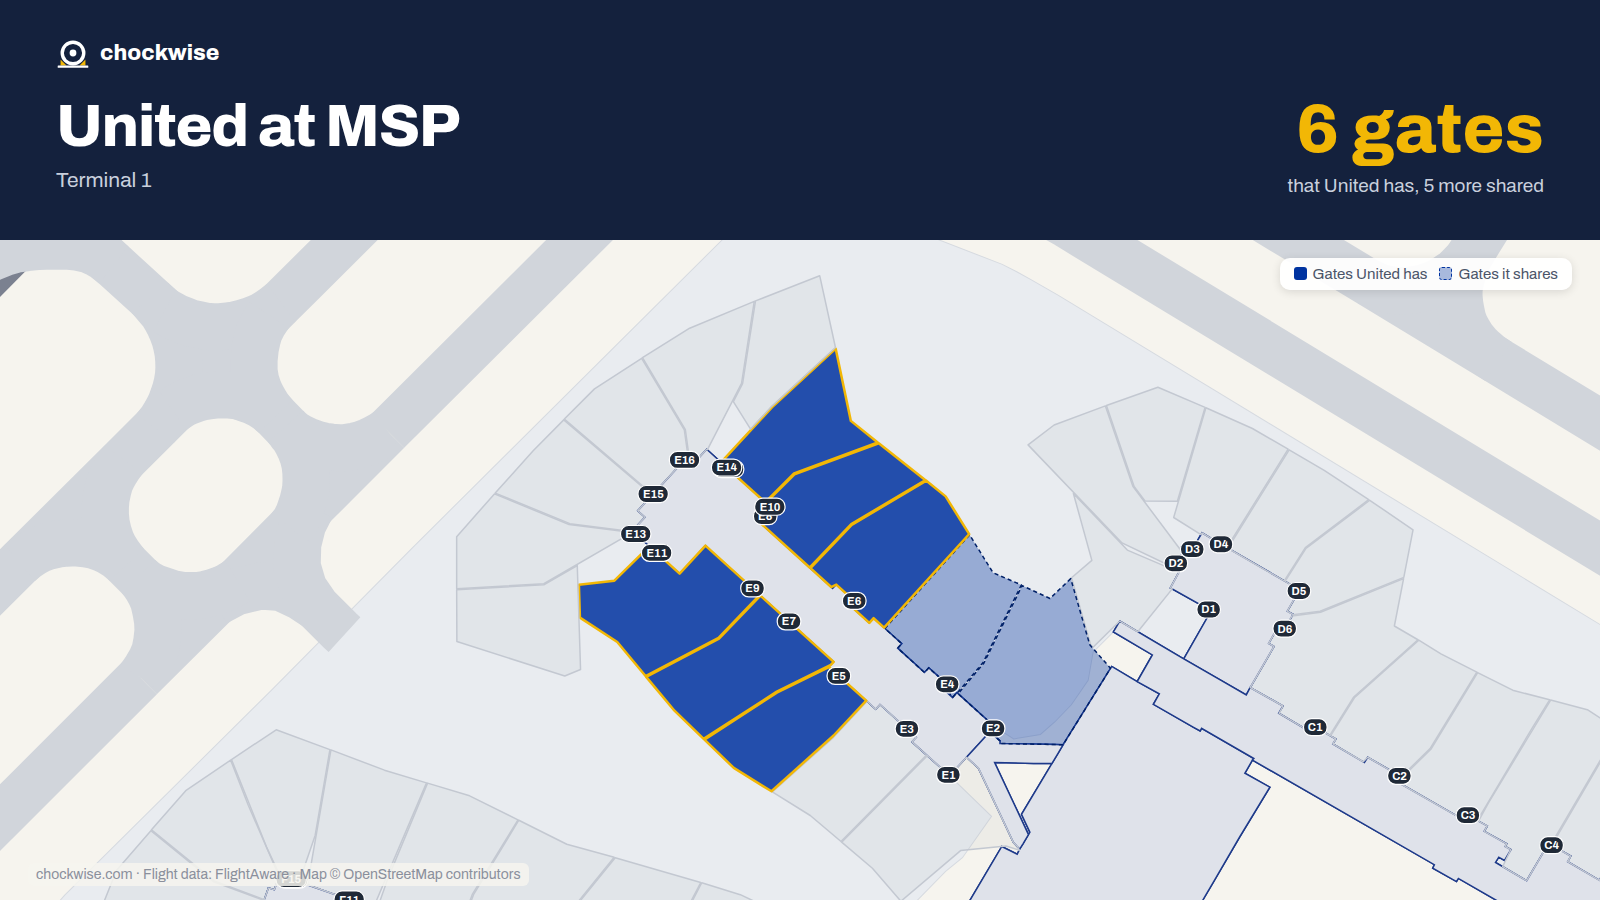 chockwise
United at MSP
Terminal 1
6 gates
that United has, 5 more shared
Gates United has
Gates it shares
E16
E14
E15
E10
E8
E13
E11
E9
E6
E7
E5
E4
E3
E2
E1
D4
D3
D2
D5
D1
D6
C1
C2
C3
C4
chockwise.com · Flight data: FlightAware · Map © OpenStreetMap contributors
F11